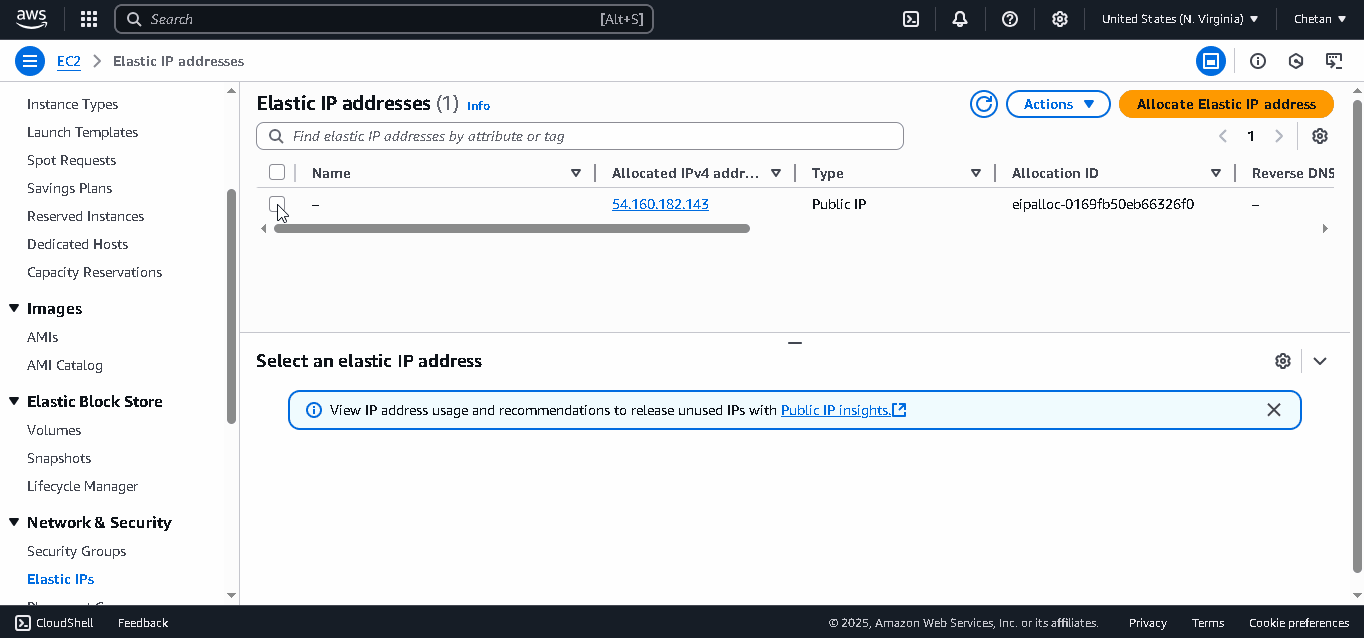 aws
Search [Alt+S] United States (N. Virginia) ▼ Chetan ▼
EC2 > Elastic IP addresses
Instance Types
Launch Templates
Spot Requests
Savings Plans
Reserved Instances
Dedicated Hosts
Capacity Reservations
Images
AMIs
AMI Catalog
Elastic Block Store
Volumes
Snapshots
Lifecycle Manager
Network & Security
Security Groups
Elastic IPs
Elastic IP addresses (1) Info
Actions ▼ Allocate Elastic IP address
Find elastic IP addresses by attribute or tag
1
Name Allocated IPv4 addr... Type Allocation ID Reverse DNS
– 54.160.182.143 Public IP eipalloc-0169fb50eb66326f0 –
Select an elastic IP address
View IP address usage and recommendations to release unused IPs with Public IP insights.
CloudShell Feedback © 2025, Amazon Web Services, Inc. or its affiliates. Privacy Terms Cookie preferences